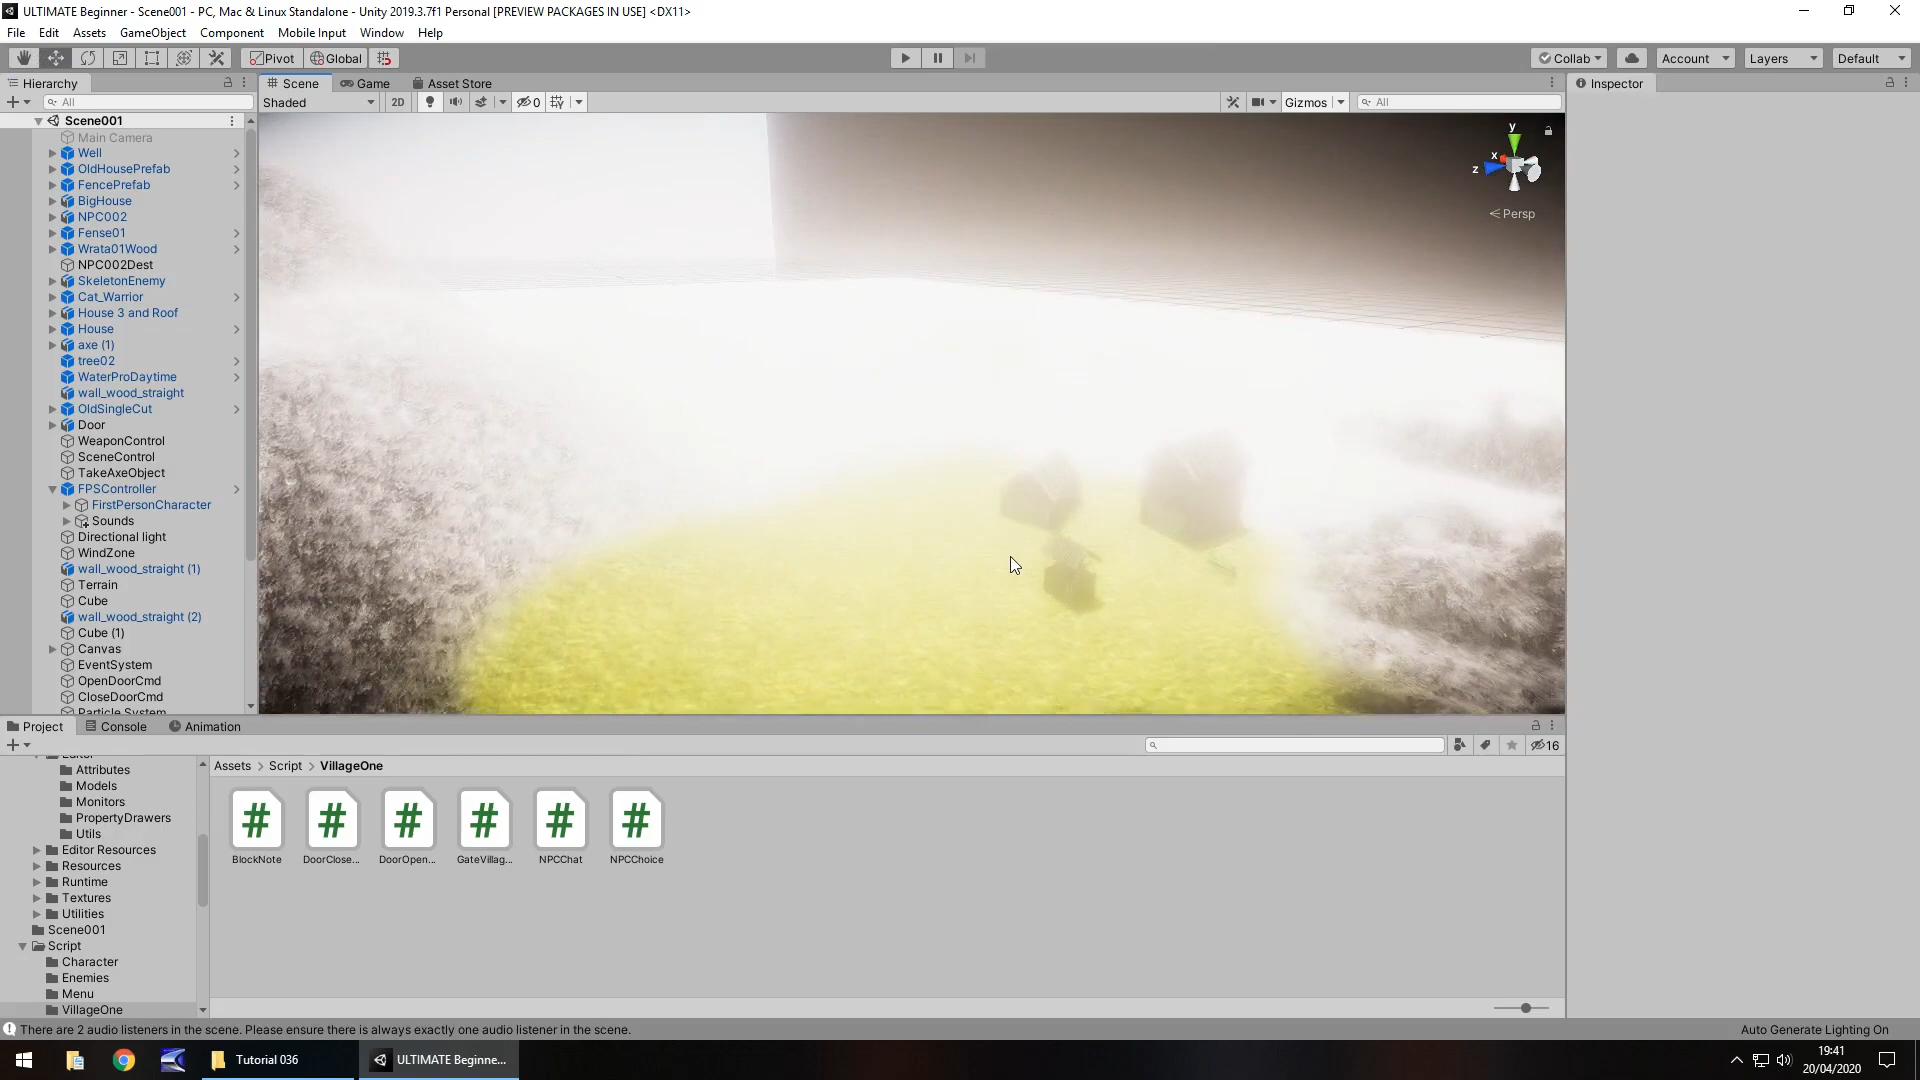 ULTIMATE Beginner - Scene001 - PC, Mac & Linux Standalone - Unity 2019.3.7f1 Personal [PREVIEW PACKAGES IN USE] <DX11>
File Edit Assets GameObject Component Mobile Input Window Help
Pivot Global Collab Account Layers Default
Hierarchy Scene Game Asset Store Inspector
All Shaded 2D 0 Gizmos All
Scene001
Main Camera
Well
OldHousePrefab
FencePrefab
BigHouse
NPC002
Fense01
Wrata01Wood
NPC002Dest
SkeletonEnemy
Cat_Warrior
House 3 and Roof
House
axe (1)
tree02
WaterProDaytime
wall_wood_straight
OldSingleCut
Door
WeaponControl
SceneControl
TakeAxeObject
FPSController
FirstPersonCharacter
Sounds
Directional light
WindZone
wall_wood_straight (1)
Terrain
Cube
wall_wood_straight (2)
Cube (1)
Canvas
EventSystem
OpenDoorCmd
CloseDoorCmd
Particle System
y
x
z
Persp
Project Console Animation
16
Editor
Attributes
Models
Monitors
PropertyDrawers
Utils
Editor Resources
Resources
Runtime
Textures
Utilities
Scene001
Script
Character
Enemies
Menu
VillageOne
Assets > Script > VillageOne
# # # # # #
BlockNote DoorClose... DoorOpen... GateVillag... NPCChat NPCChoice
There are 2 audio listeners in the scene. Please ensure there is always exactly one audio listener in the scene.
Auto Generate Lighting On
Tutorial 036 ULTIMATE Beginne...
19:41
20/04/2020